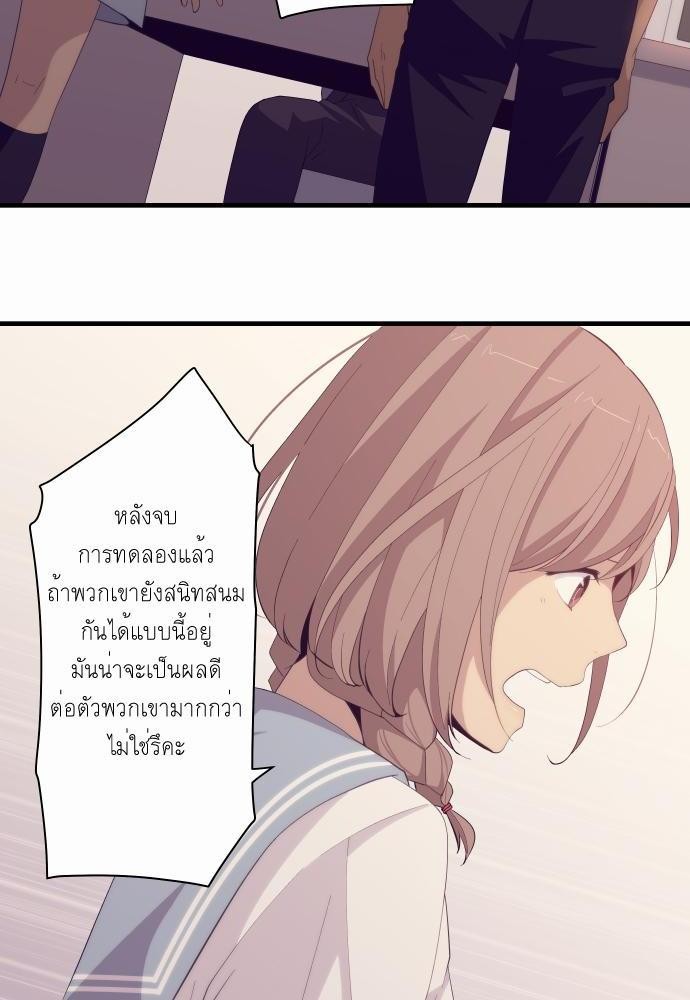 หลังจบ
การทดลองแล้ว
ถ้าพวกเขายังสนิทสนม
กันได้แบบนี้อยู่
มันน่าจะเป็นผลดี
ต่อตัวพวกเขามากกว่า
ไม่ใช่รึคะ